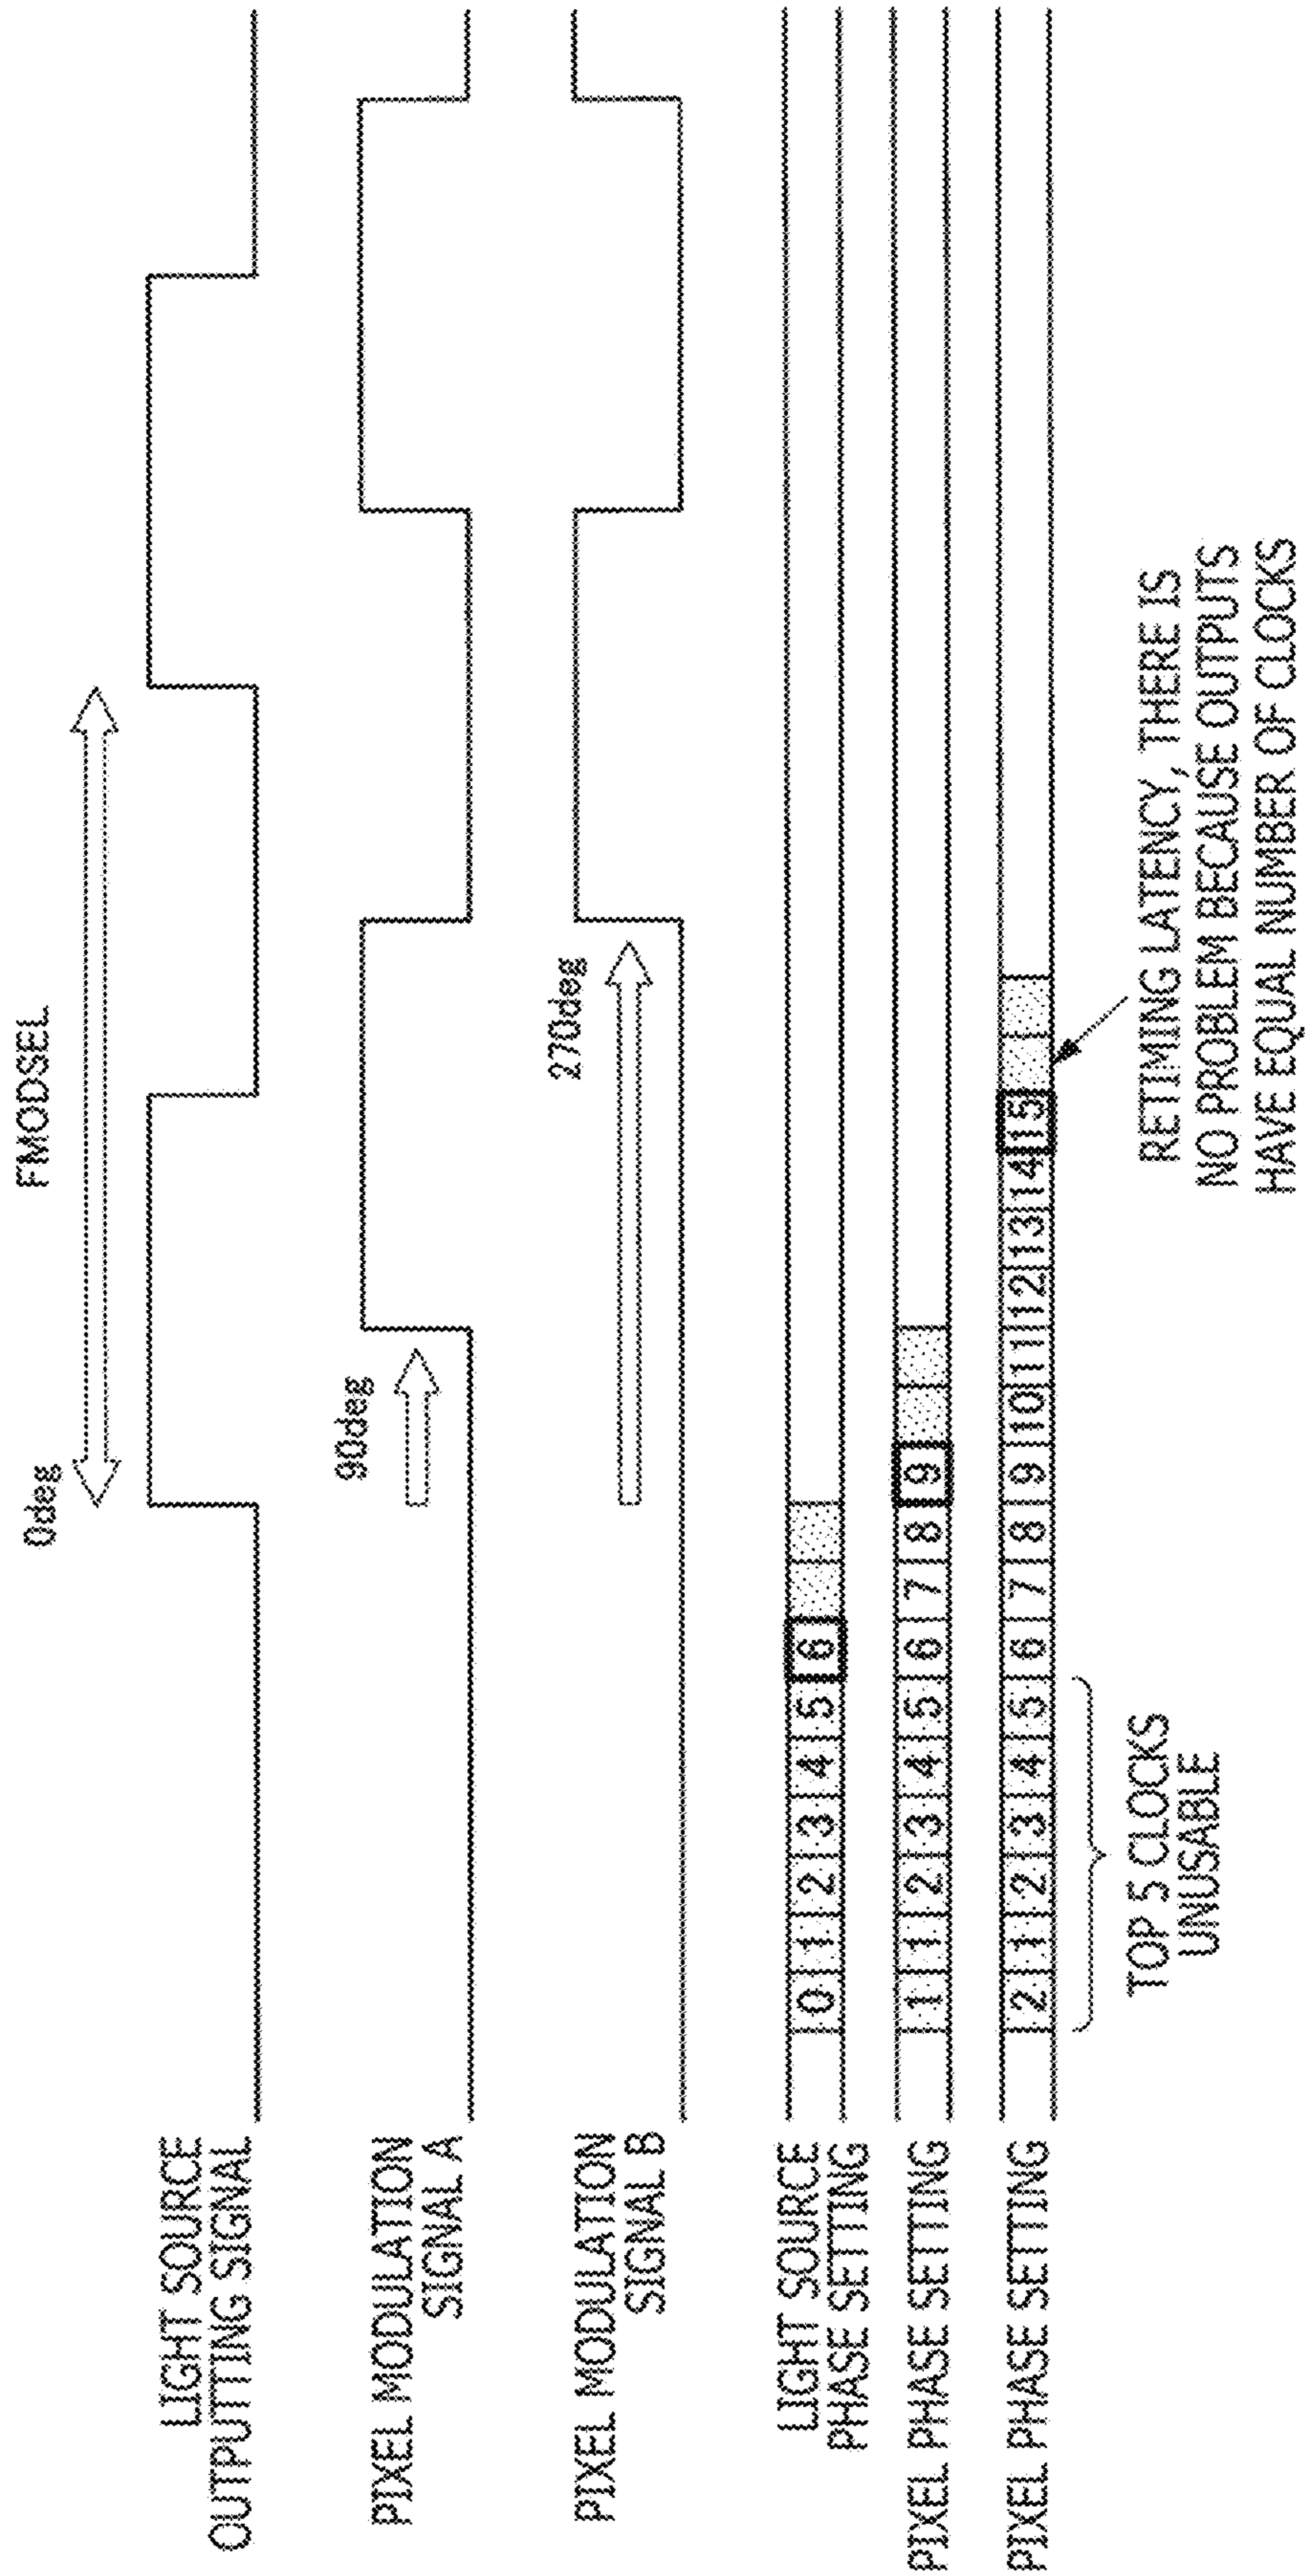 FMODSEL
0deg
LIGHT SOURCE
OUTPUTTING SIGNAL
90deg
PIXEL MODULATION
SIGNAL A
270deg
PIXEL MODULATION
SIGNAL B
LIGHT SOURCE
PHASE SETTING
0 1 2 3 4 5 6
PIXEL PHASE SETTING
1 1 2 3 4 5 6 7 8 9
PIXEL PHASE SETTING
2 1 2 3 4 5 6 7 8 9 10 11 12 13 14 15
TOP 5 CLOCKS
UNUSABLE
RETIMING LATENCY, THERE IS
NO PROBLEM BECAUSE OUTPUTS
HAVE EQUAL NUMBER OF CLOCKS